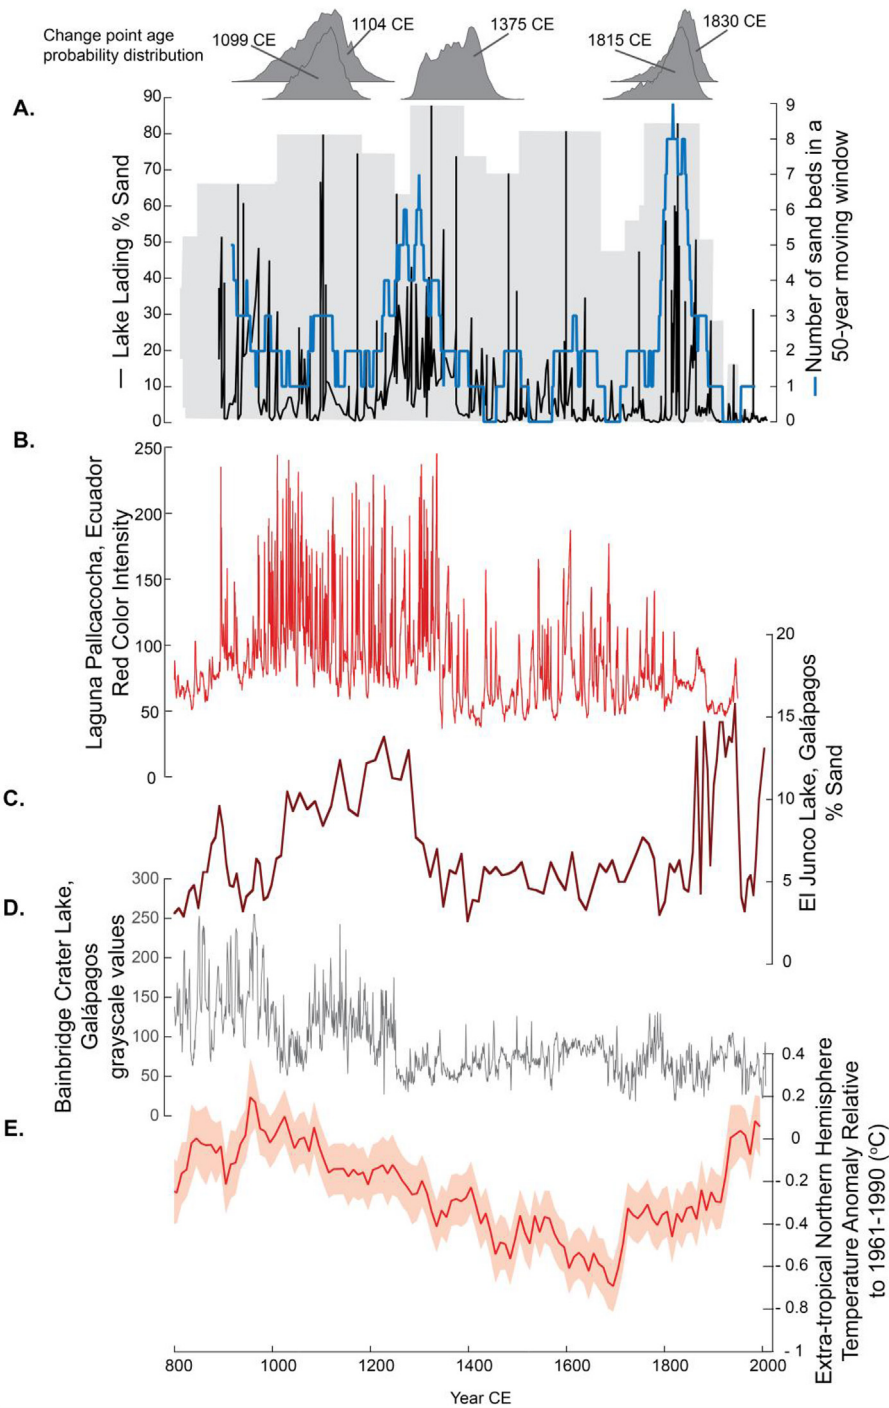 Change point age
probability distribution
1099 CE
1104 CE
1375 CE
1815 CE
1830 CE
A.
90
80
70
60
50
40
30
20
10
0
Lake Lading % Sand
9
8
7
6
5
4
3
2
1
0
Number of sand beds in a
50-year moving window
B.
250
200
150
100
50
0
Laguna Pallcacocha, Ecuador
Red Color Intensity
C.
20
15
10
5
0
El Junco Lake, Galápagos
% Sand
D.
300
250
200
150
100
50
0
Bainbridge Crater Lake,
Galápagos
grayscale values
E.
0.4
0.2
0
- 0.2
- 0.4
- 0.6
- 0.8
- 1
Extra-tropical Northern Hemisphere
Temperature Anomaly Relative
to 1961-1990 (°C)
800
1000
1200
1400
1600
1800
2000
Year CE